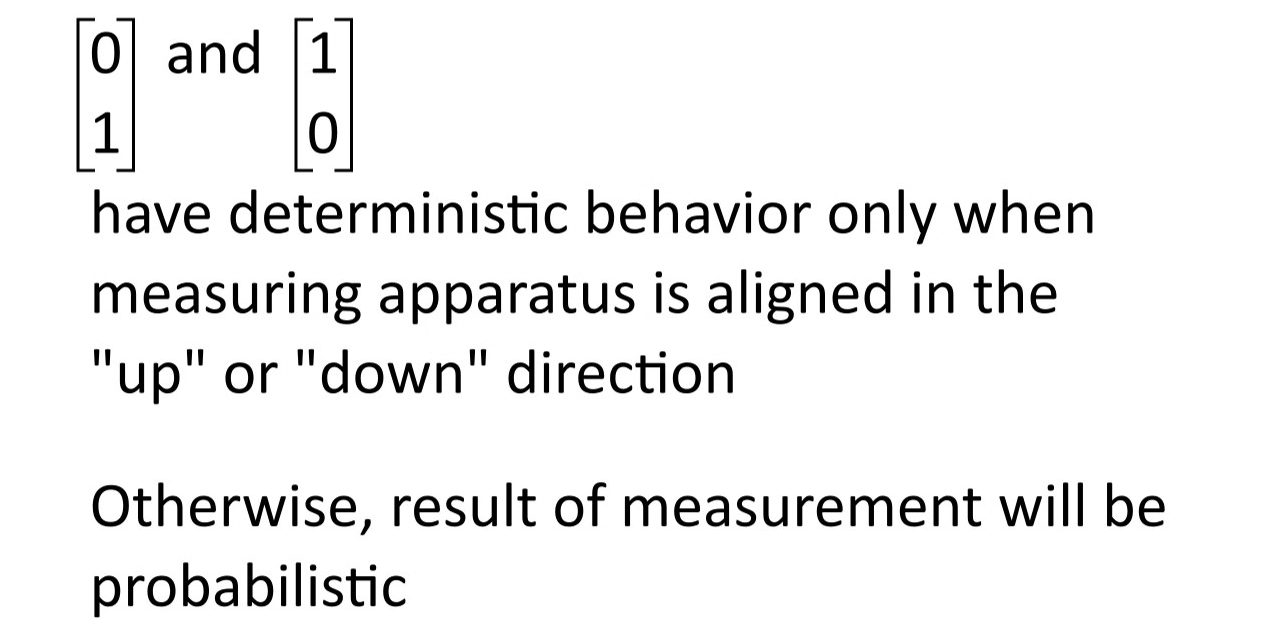 [0 1] and [1 0]
have deterministic behavior only when
measuring apparatus is aligned in the
"up" or "down" direction
Otherwise, result of measurement will be
probabilistic